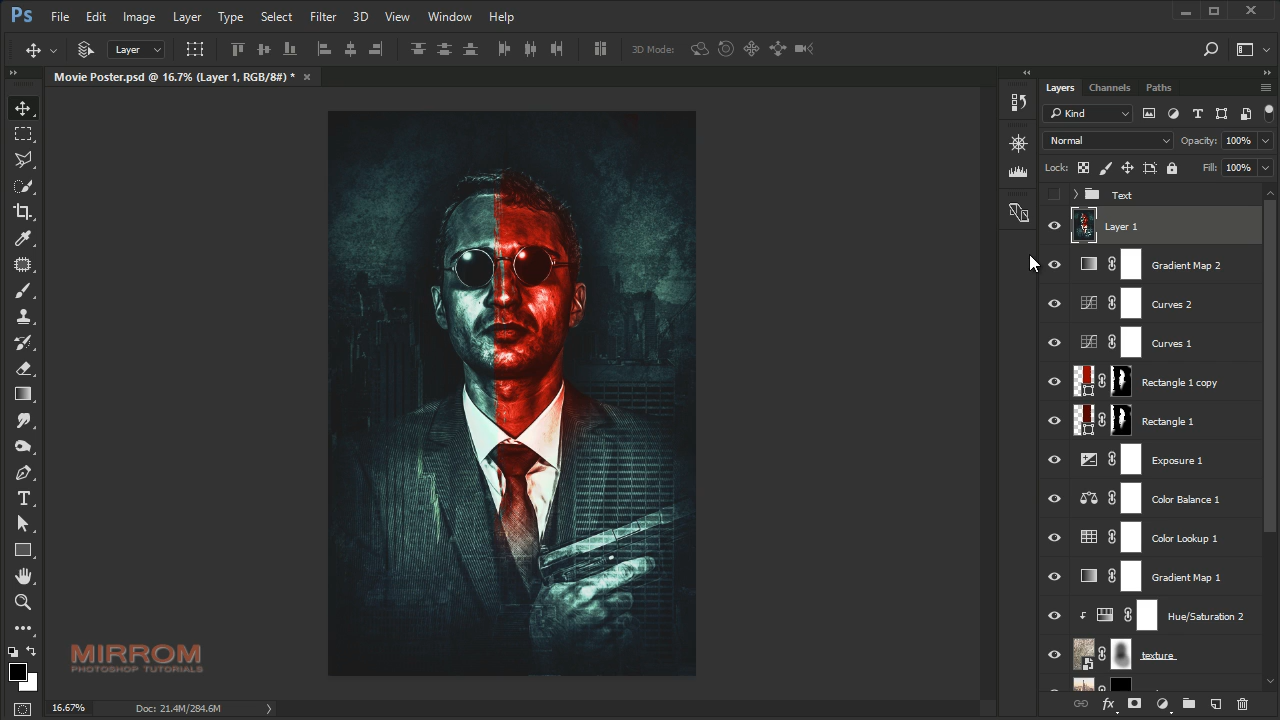 Ps File Edit Image Layer Type Select Filter 3D View Window Help
Layer 3D Mode:
Movie Poster.psd @ 16.7% (Layer 1, RGB/8#) * ×
Layers Channels Paths
Kind
Normal Opacity: 100%
Lock: Fill: 100%
Text
Layer 1
Gradient Map 2
Curves 2
Curves 1
Rectangle 1 copy
Rectangle 1
Exposure 1
Color Balance 1
Color Lookup 1
Gradient Map 1
Hue/Saturation 2
texture
MIRROM
PHOTOSHOP TUTORIALS
16.67% Doc: 21.4M/284.6M
fx